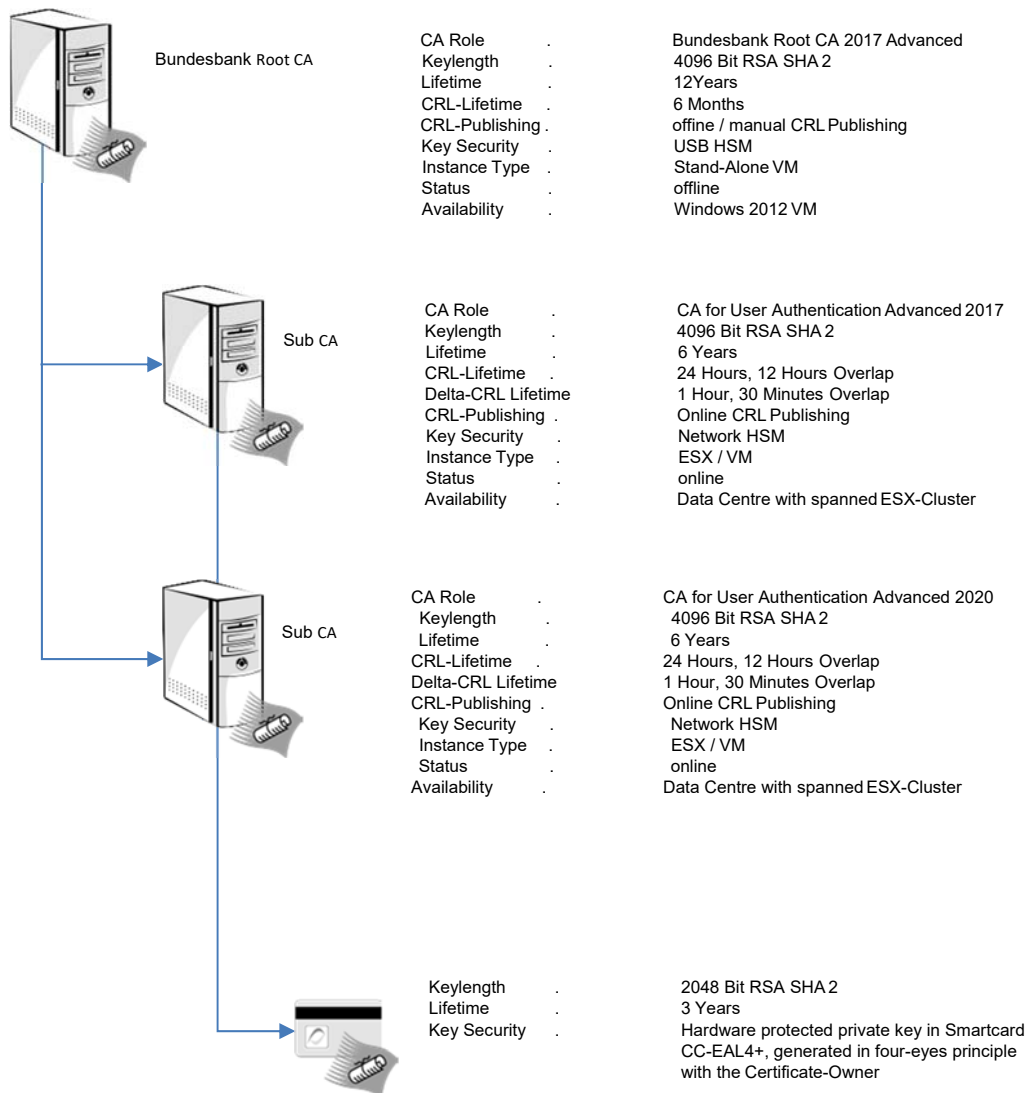 Bundesbank Root CA
CA Role . Bundesbank Root CA 2017 Advanced
Keylength . 4096 Bit RSA SHA 2
Lifetime . 12Years
CRL-Lifetime . 6 Months
CRL-Publishing . offine / manual CRL Publishing
Key Security . USB HSM
Instance Type . Stand-Alone VM
Status . offline
Availability . Windows 2012 VM
Sub CA
CA Role . CA for User Authentication Advanced 2017
Keylength . 4096 Bit RSA SHA 2
Lifetime . 6 Years
CRL-Lifetime . 24 Hours, 12 Hours Overlap
Delta-CRL Lifetime 1 Hour, 30 Minutes Overlap
CRL-Publishing . Online CRL Publishing
Key Security . Network HSM
Instance Type . ESX / VM
Status . online
Availability . Data Centre with spanned ESX-Cluster
Sub CA
CA Role . CA for User Authentication Advanced 2020
Keylength . 4096 Bit RSA SHA 2
Lifetime . 6 Years
CRL-Lifetime . 24 Hours, 12 Hours Overlap
Delta-CRL Lifetime 1 Hour, 30 Minutes Overlap
CRL-Publishing . Online CRL Publishing
Key Security . Network HSM
Instance Type . ESX / VM
Status . online
Availability . Data Centre with spanned ESX-Cluster
Keylength . 2048 Bit RSA SHA 2
Lifetime . 3 Years
Key Security . Hardware protected private key in Smartcard
CC-EAL4+, generated in four-eyes principle
with the Certificate-Owner